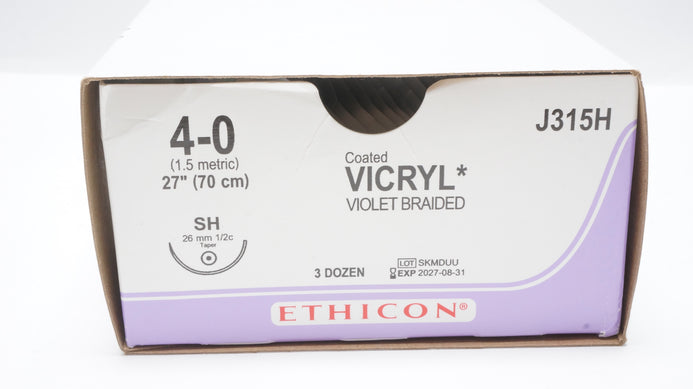 4-0
(1.5 metric)
27" (70 cm)
SH
26 mm 1/2c
Taper
Coated
VICRYL*
VIOLET BRAIDED
J315H
3 DOZEN
LOT SKMDUU
EXP 2027-08-31
ETHICON®